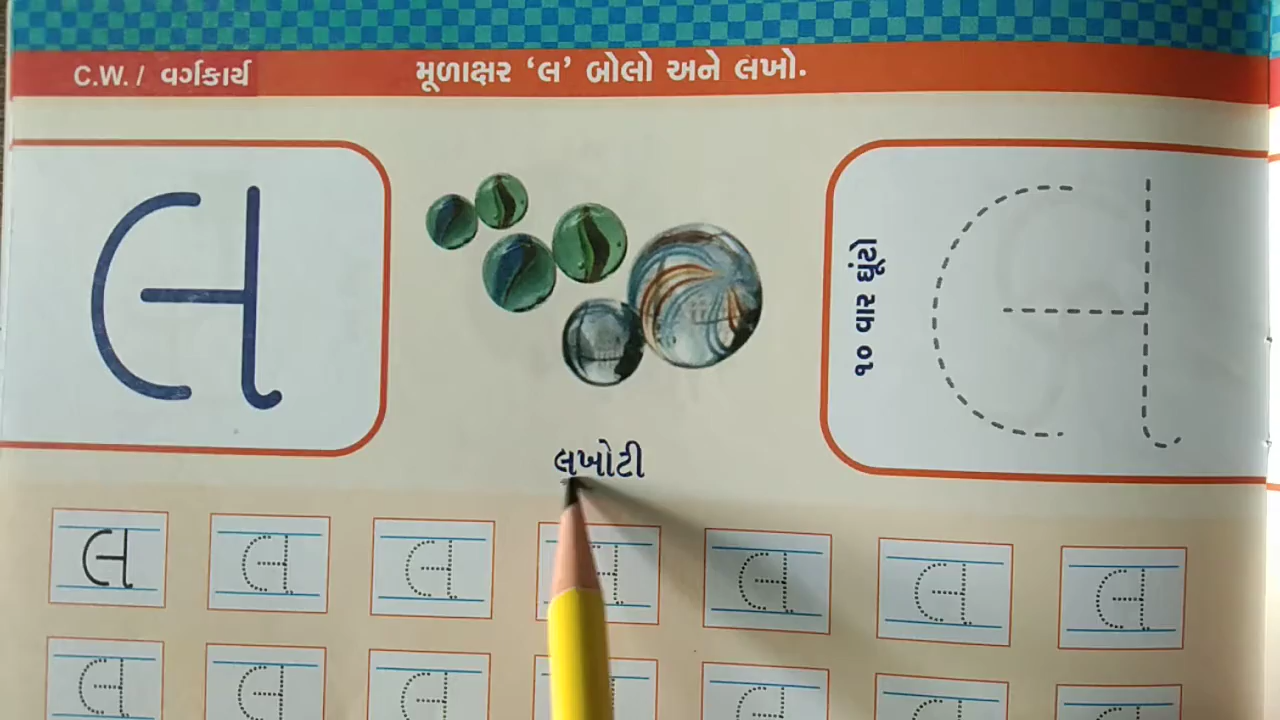 C.W. / વર્ગકાર્ય
મૂળાક્ષર ‘લ’ બોલો અને લખો.
લ
૧૦ વાર ઘૂંટો
લ
લખોટી
લ લ લ લ લ લ લ
લ લ લ લ લ લ લ